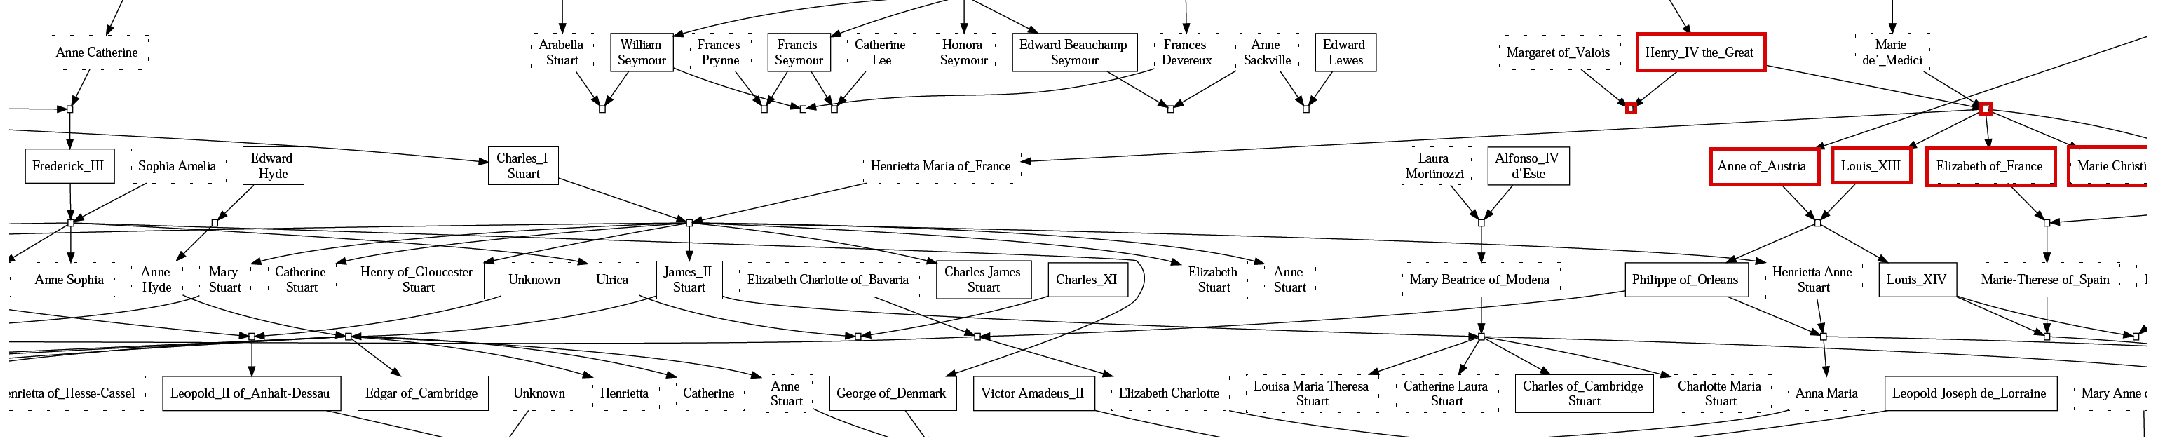 Anne Catherine
Arabella
Stuart
William
Seymour
Frances
Prynne
Francis
Seymour
Catherine
Lee
Honora
Seymour
Edward Beauchamp
Seymour
Frances
Devereux
Anne
Sackville
Edward
Lewes
Margaret of_Valois
Henry_IV the_Great
Marie
de'_Medici
Frederick_III
Sophia Amelia
Edward
Hyde
Charles_I
Stuart
Henrietta Maria of_France
Laura
Mortinozzi
Alfonso_IV
d'Este
Anne of_Austria
Louis_XIII
Elizabeth of_France
Marie Christi
Anne Sophia
Anne
Hyde
Mary
Stuart
Catherine
Stuart
Henry of_Gloucester
Stuart
Unknown
Ulrica
James_II
Stuart
Elizabeth Charlotte of_Bavaria
Charles James
Stuart
Charles_XI
Elizabeth
Stuart
Anne
Stuart
Mary Beatrice of_Modena
Philippe of_Orleans
Henrietta Anne
Stuart
Louis_XIV
Marie-Therese of_Spain
enrietta of_Hesse-Cassel
Leopold_II of_Anhalt-Dessau
Edgar of_Cambridge
Unknown
Henrietta
Catherine
Anne
Stuart
George of_Denmark
Victor Amadeus_II
Elizabeth Charlotte
Louisa Maria Theresa
Stuart
Catherine Laura
Stuart
Charles of_Cambridge
Stuart
Charlotte Maria
Stuart
Anna Maria
Leopold Joseph de_Lorraine
Mary Anne